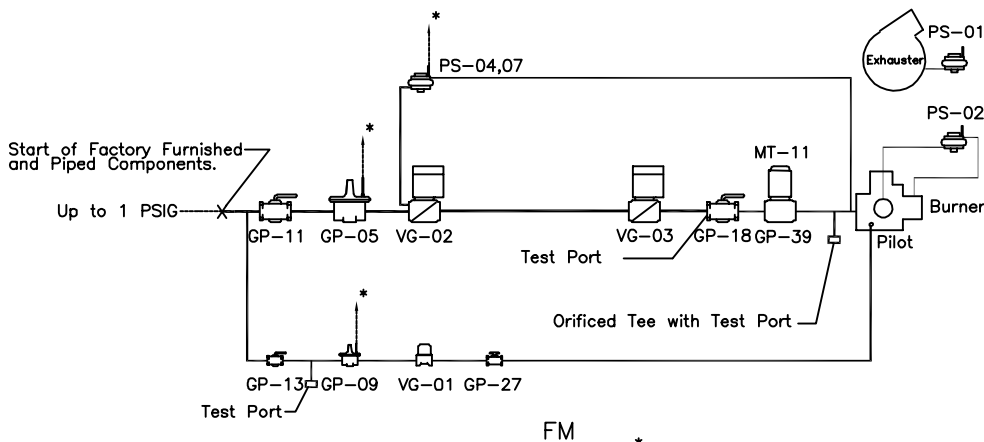 *
PS-04,07
PS-01
Exhauster
PS-02
*
Start of Factory Furnished
and Piped Components.
MT-11
Up to 1 PSIG
Burner
GP-11 GP-05 VG-02 VG-03 GP-18 GP-39
Pilot
Test Port
*
Orificed Tee with Test Port
GP-13 GP-09 VG-01 GP-27
Test Port
FM
*